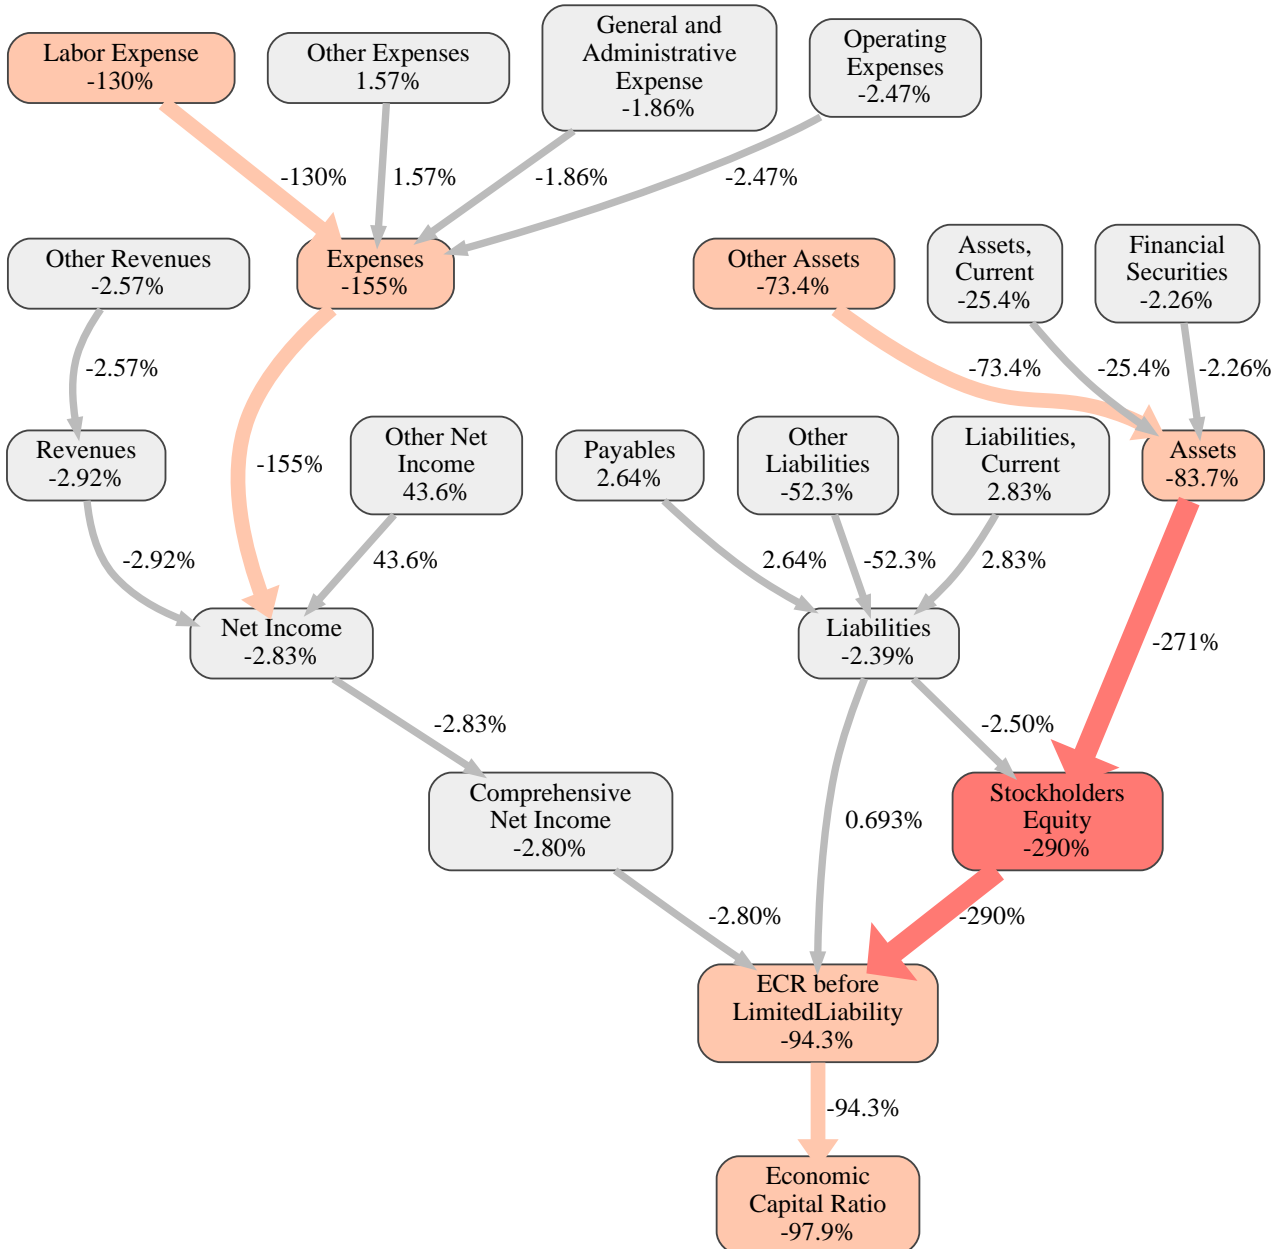 Labor Expense
-130%
Other Expenses
1.57%
General and
Administrative
Expense
-1.86%
Operating
Expenses
-2.47%
-130%
1.57%
-1.86%
-2.47%
Other Revenues
-2.57%
Expenses
-155%
Other Assets
-73.4%
Assets,
Current
-25.4%
Financial
Securities
-2.26%
-2.57%
-73.4%
-25.4%
-2.26%
Revenues
-2.92%
-155%
Other Net
Income
43.6%
Payables
2.64%
Other
Liabilities
-52.3%
Liabilities,
Current
2.83%
Assets
-83.7%
-2.92%
43.6%
2.64%
-52.3%
2.83%
Net Income
-2.83%
Liabilities
-2.39%
-271%
-2.83%
-2.50%
Comprehensive
Net Income
-2.80%
0.693%
Stockholders
Equity
-290%
-2.80%
-290%
ECR before
LimitedLiability
-94.3%
-94.3%
Economic
Capital Ratio
-97.9%